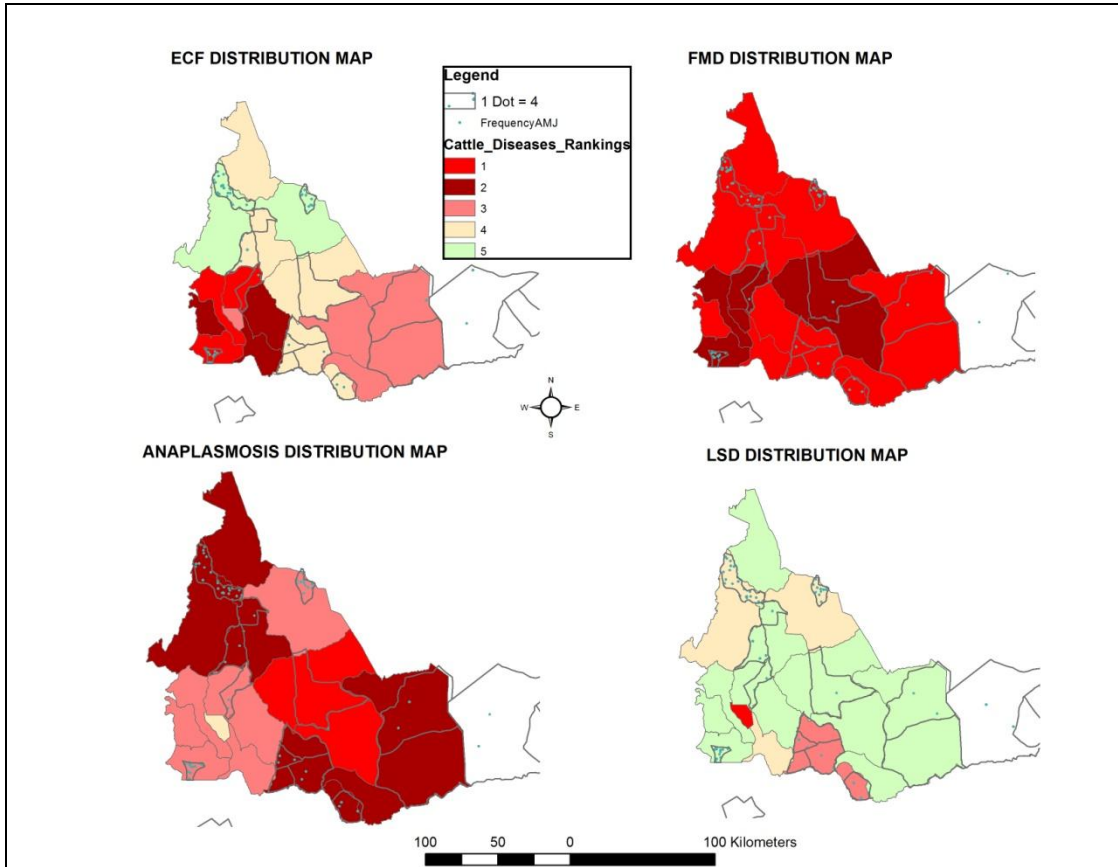 ECF DISTRIBUTION MAP
FMD DISTRIBUTION MAP
Legend
1 Dot = 4
FrequencyAMJ
Cattle_Diseases_Rankings
1
2
3
4
5
N
W E
S
ANAPLASMOSIS DISTRIBUTION MAP
LSD DISTRIBUTION MAP
100 50 0 100 Kilometers